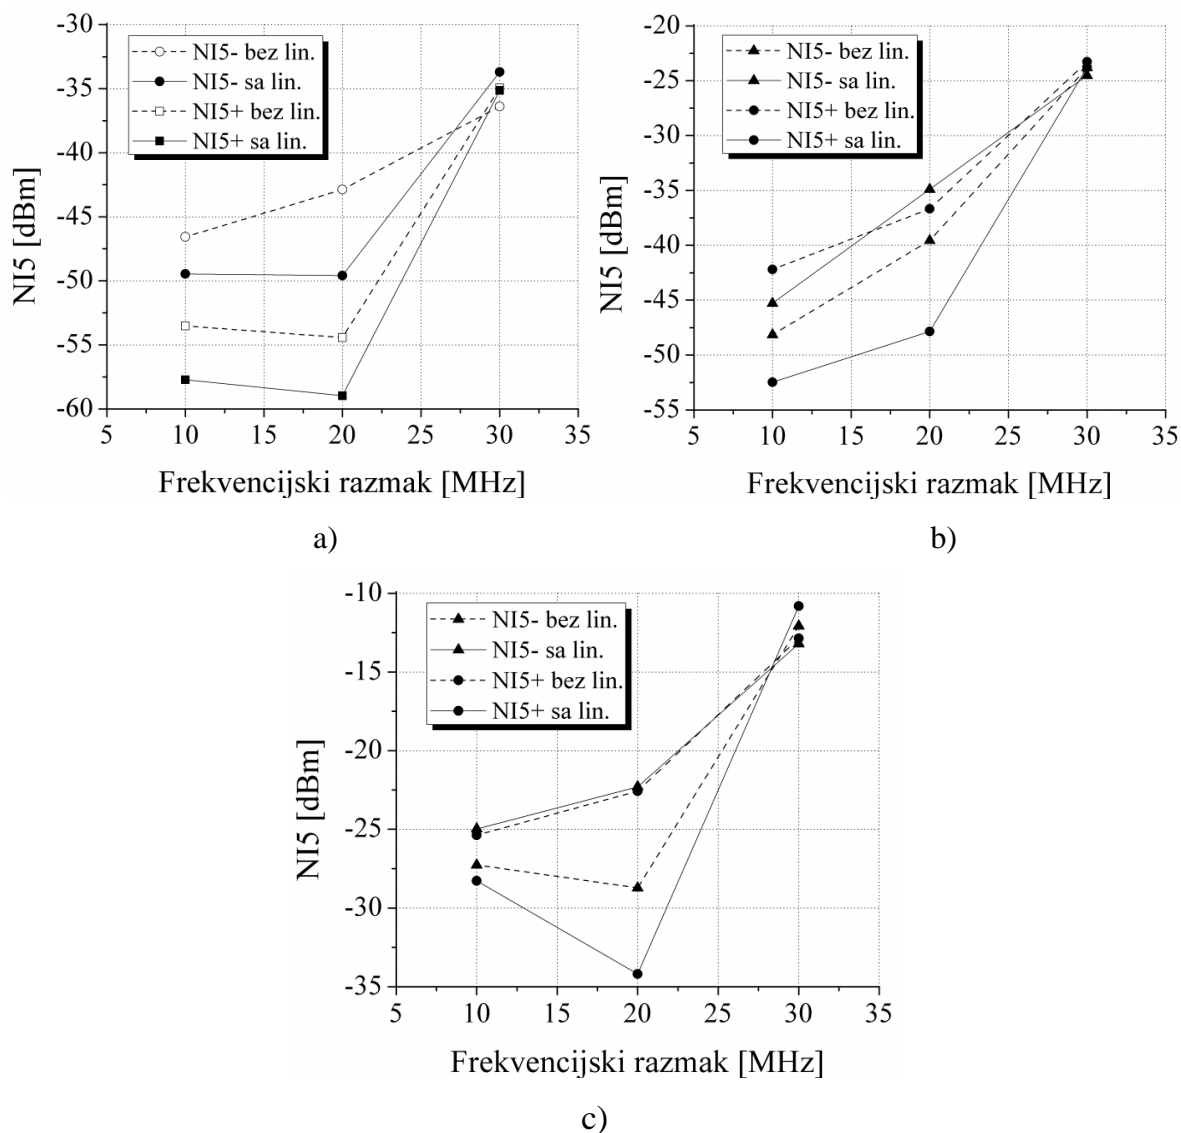 NI5- bez lin.
NI5- sa lin.
NI5+ bez lin.
NI5+ sa lin.
-30
-35
-40
-45
-50
-55
-60
NI5 [dBm]
5 10 15 20 25 30 35
Frekvencijski razmak [MHz]
a)
NI5- bez lin.
NI5- sa lin.
NI5+ bez lin.
NI5+ sa lin.
-20
-25
-30
-35
-40
-45
-50
-55
NI5 [dBm]
5 10 15 20 25 30 35
Frekvencijski razmak [MHz]
b)
NI5- bez lin.
NI5- sa lin.
NI5+ bez lin.
NI5+ sa lin.
-10
-15
-20
-25
-30
-35
NI5 [dBm]
5 10 15 20 25 30 35
Frekvencijski razmak [MHz]
c)